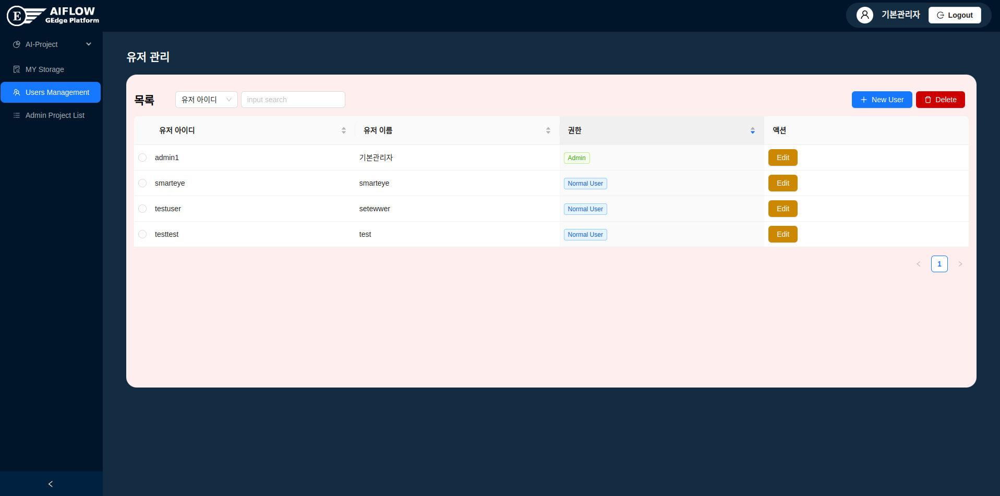 E AIFLOW
GEdge Platform
기본관리자 Logout
AI-Project
MY Storage
Users Management
Admin Project List
유저 관리
목록 유저 아이디 input search New User Delete
유저 아이디 유저 이름 권한 액션
admin1 기본관리자 Admin Edit
smarteye smarteye Normal User Edit
testuser setewwer Normal User Edit
testtest test Normal User Edit
1